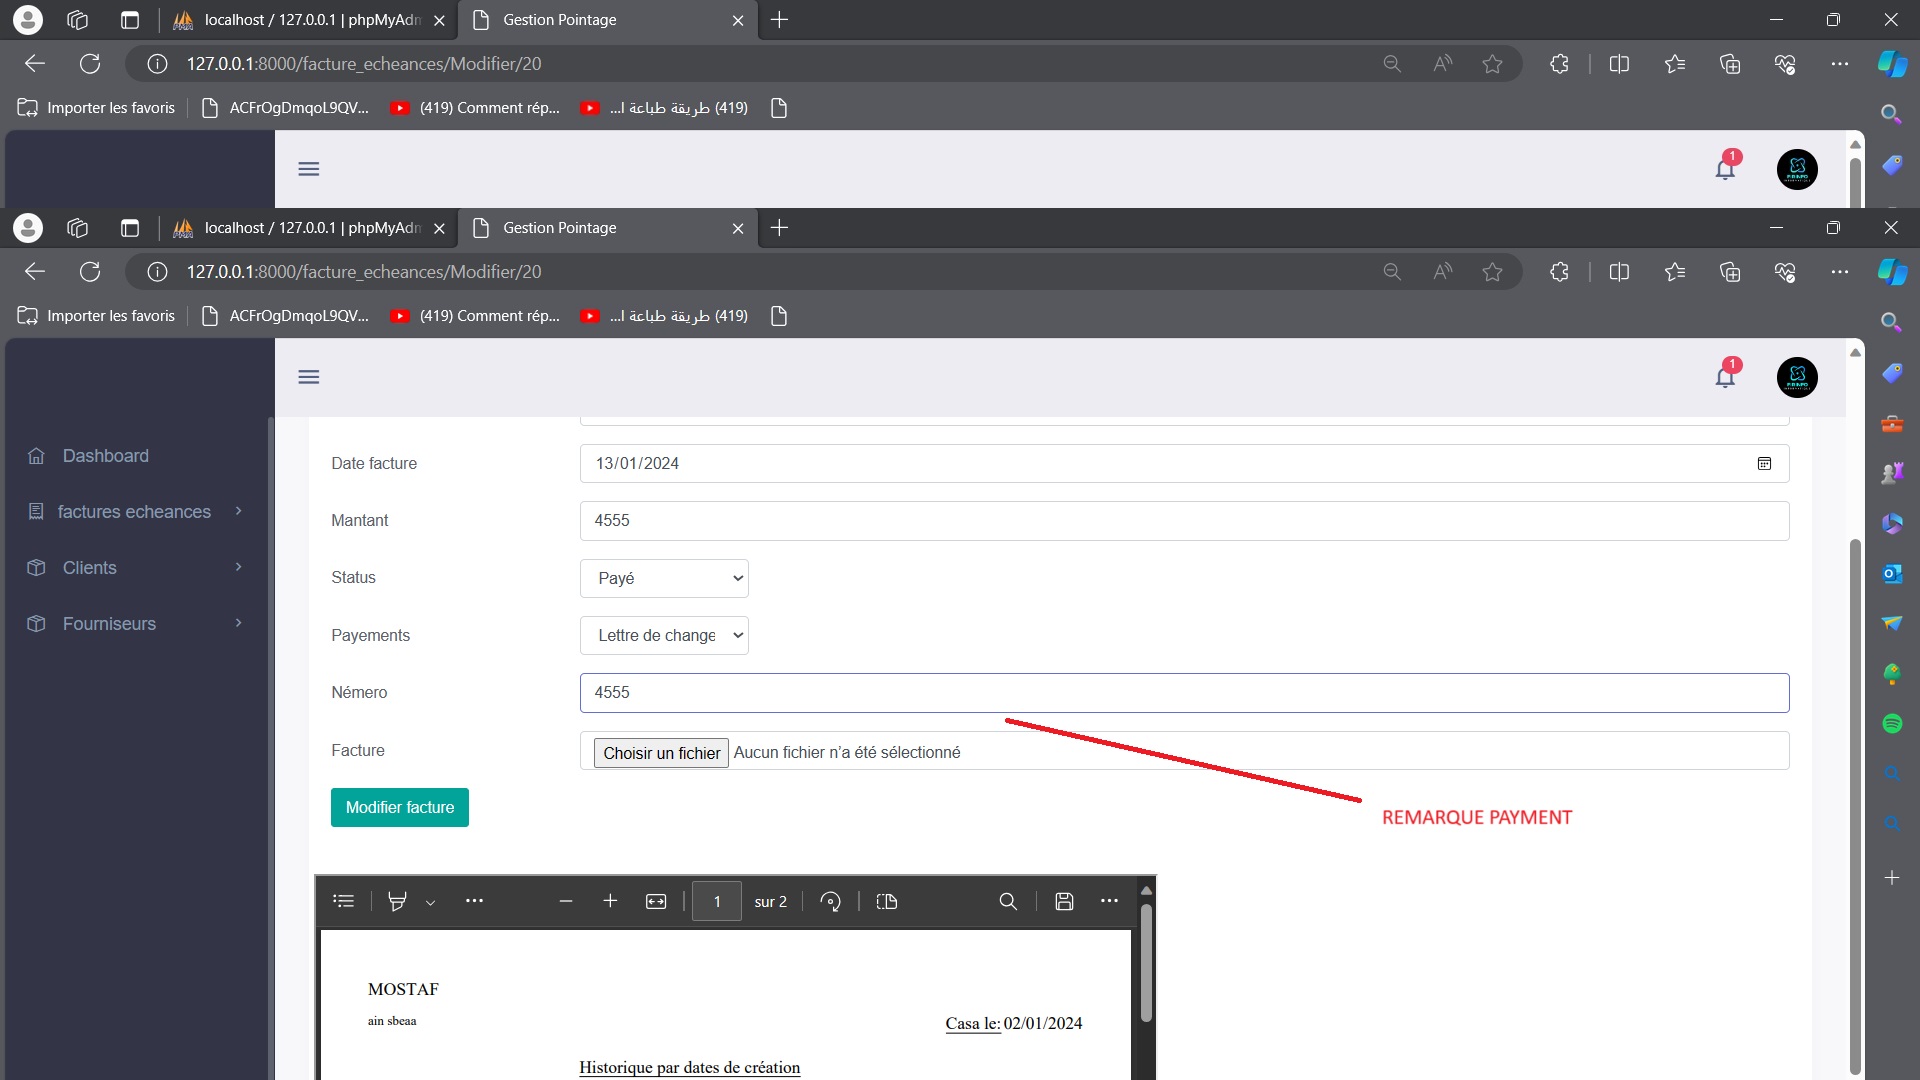 localhost / 127.0.0.1 | phpMyAdm
Gestion Pointage
127.0.0.1:8000/facture_echeances/Modifier/20
Importer les favoris
ACFrOgDmqoL9QV...
(419) Comment rép...
(419) طريقة طباعة ا...
1
localhost / 127.0.0.1 | phpMyAdm
Gestion Pointage
127.0.0.1:8000/facture_echeances/Modifier/20
Importer les favoris
ACFrOgDmqoL9QV...
(419) Comment rép...
(419) طريقة طباعة ا...
1
Dashboard
factures echeances
Clients
Fourniseurs
Date facture
13/01/2024
Mantant
4555
Status
Payé
Payements
Lettre de change
Némero
4555
Facture
Choisir un fichier Aucun fichier n'a été sélectionné
Modifier facture
REMARQUE PAYMENT
1 sur 2
MOSTAF
ain sbeaa
Casa le: 02/01/2024
Historique par dates de création